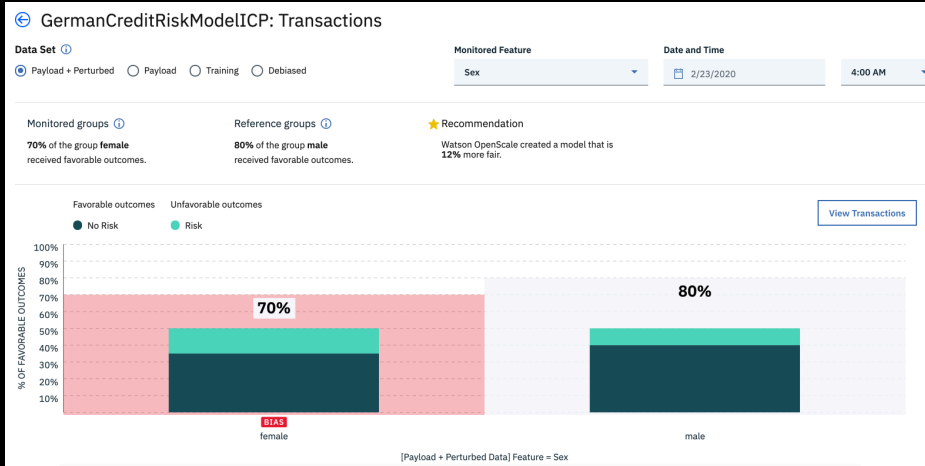 GermanCreditRiskModelICP: Transactions
Data Set
Monitored Feature
Date and Time
Payload + Perturbed
Payload
Training
Debiased
Sex
2/23/2020
4:00 AM
Monitored groups
Reference groups
Recommendation
70% of the group female
received favorable outcomes.
80% of the group male
received favorable outcomes.
Watson OpenScale created a model that is
12% more fair.
Favorable outcomes
Unfavorable outcomes
No Risk
Risk
View Transactions
% OF FAVORABLE OUTCOMES
100%
90%
80%
70%
60%
50%
40%
30%
20%
10%
70%
80%
BIAS
female
male
[Payload + Perturbed Data] Feature = Sex